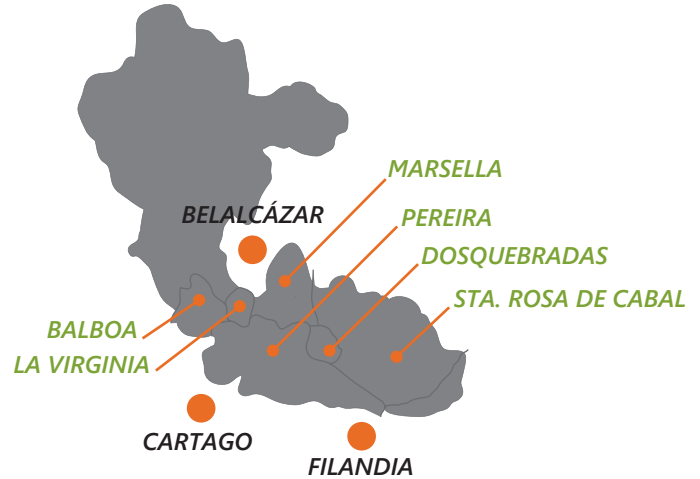 MARSELLA
BELALCÁZAR
PEREIRA
DOSQUEBRADAS
STA. ROSA DE CABAL
BALBOA
LA VIRGINIA
CARTAGO
FILANDIA